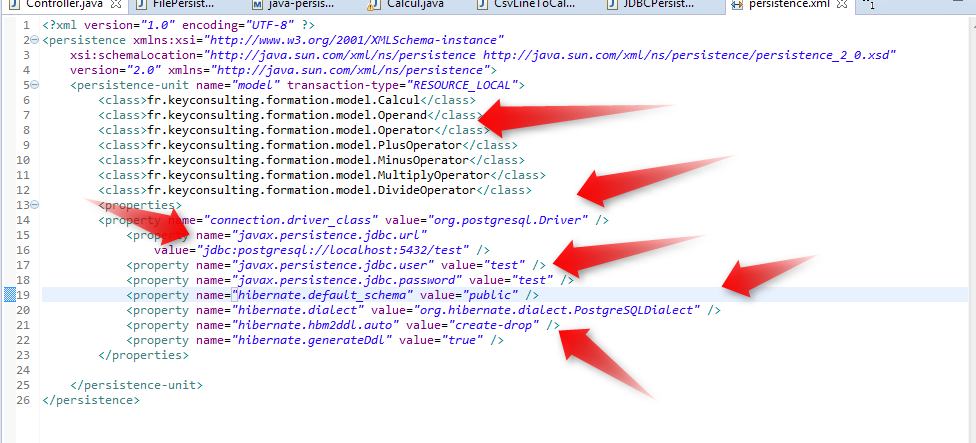 Controller.java
FilePersist...
java-persis...
Calcul.java
CsvLineToCal...
JDBCPersist...
persistence.xml
1
1 <?xml version="1.0" encoding="UTF-8" ?>
2 <persistence xmlns:xsi="http://www.w3.org/2001/XMLSchema-instance"
3 xsi:schemaLocation="http://java.sun.com/xml/ns/persistence http://java.sun.com/xml/ns/persistence/persistence_2_0.xsd"
4 version="2.0" xmlns="http://java.sun.com/xml/ns/persistence">
5 <persistence-unit name="model" transaction-type="RESOURCE_LOCAL">
6 <class>fr.keyconsulting.formation.model.Calcul</class>
7 <class>fr.keyconsulting.formation.model.Operand</class>
8 <class>fr.keyconsulting.formation.model.Operator</class>
9 <class>fr.keyconsulting.formation.model.PlusOperator</class>
10 <class>fr.keyconsulting.formation.model.MinusOperator</class>
11 <class>fr.keyconsulting.formation.model.MultiplyOperator</class>
12 <class>fr.keyconsulting.formation.model.DivideOperator</class>
13 <properties>
14 <property name="connection.driver_class" value="org.postgresql.Driver" />
15 <property name="javax.persistence.jdbc.url"
16 value="jdbc:postgresql://localhost:5432/test" />
17 <property name="javax.persistence.jdbc.user" value="test" />
18 <property name="javax.persistence.jdbc.password" value="test" />
19 <property name="hibernate.default_schema" value="public" />
20 <property name="hibernate.dialect" value="org.hibernate.dialect.PostgreSQLDialect" />
21 <property name="hibernate.hbm2ddl.auto" value="create-drop" />
22 <property name="hibernate.generateDdl" value="true" />
23 </properties>
24
25 </persistence-unit>
26 </persistence>